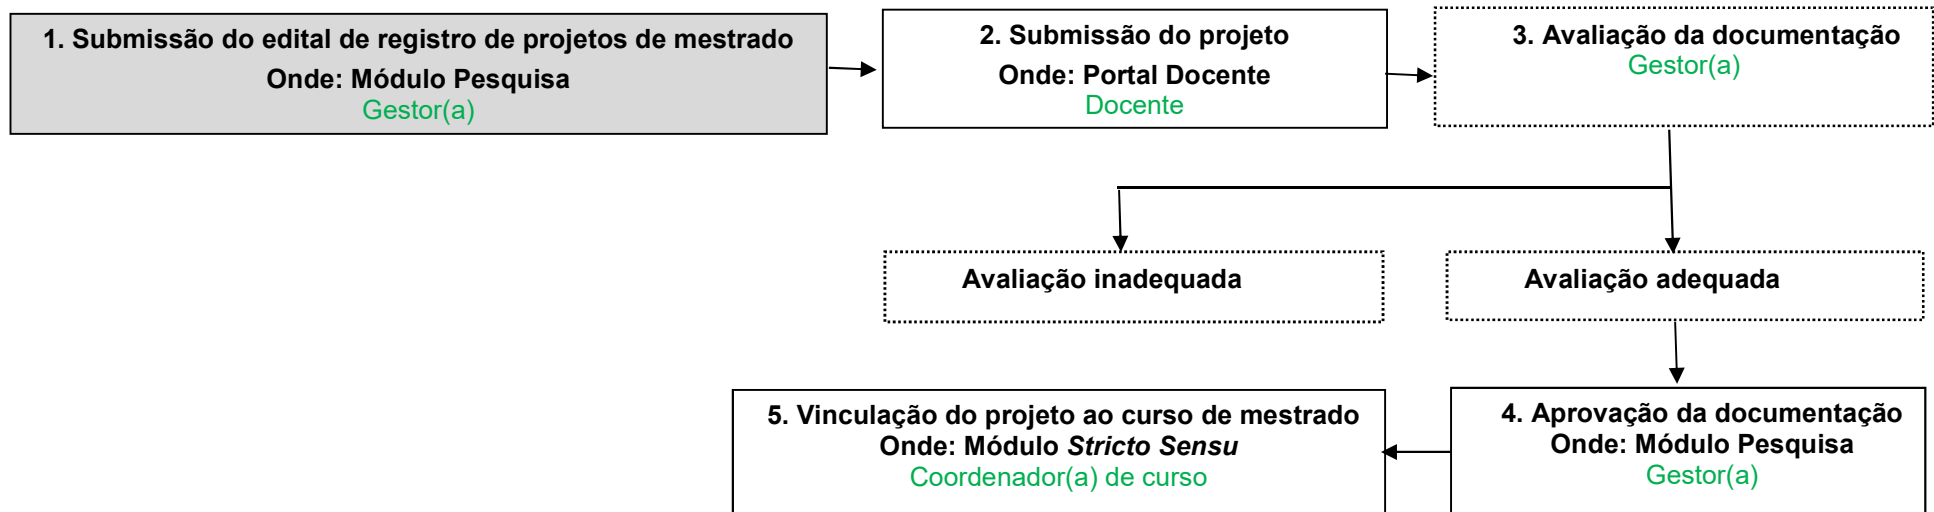 1. Submissão do edital de registro de projetos de mestrado
Onde: Módulo Pesquisa
Gestor(a)
2. Submissão do projeto
Onde: Portal Docente
Docente
3. Avaliação da documentação
Gestor(a)
Avaliação inadequada
Avaliação adequada
4. Aprovação da documentação
Onde: Módulo Pesquisa
Gestor(a)
5. Vinculação do projeto ao curso de mestrado
Onde: Módulo Stricto Sensu
Coordenador(a) de curso